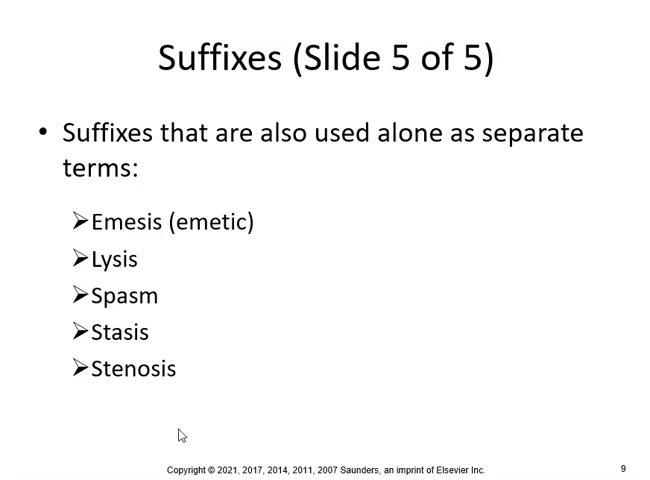 Suffixes (Slide 5 of 5)
• Suffixes that are also used alone as separate
terms:
➢Emesis (emetic)
➢Lysis
➢Spasm
➢Stasis
➢Stenosis
Copyright © 2021, 2017, 2014, 2011, 2007 Saunders, an imprint of Elsevier Inc.
9